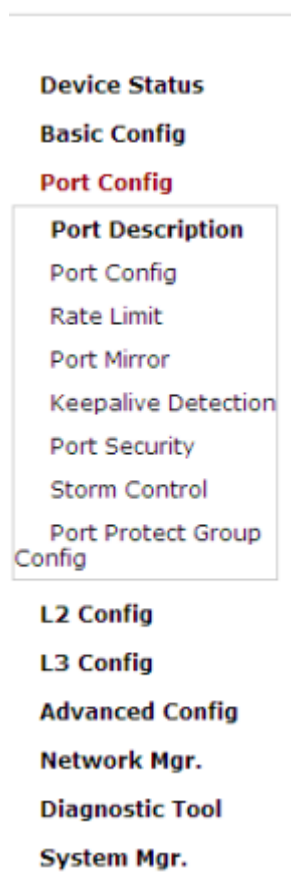 Device Status
Basic Config
Port Config
Port Description
Port Config
Rate Limit
Port Mirror
Keepalive Detection
Port Security
Storm Control
Port Protect Group
Config
L2 Config
L3 Config
Advanced Config
Network Mgr.
Diagnostic Tool
System Mgr.